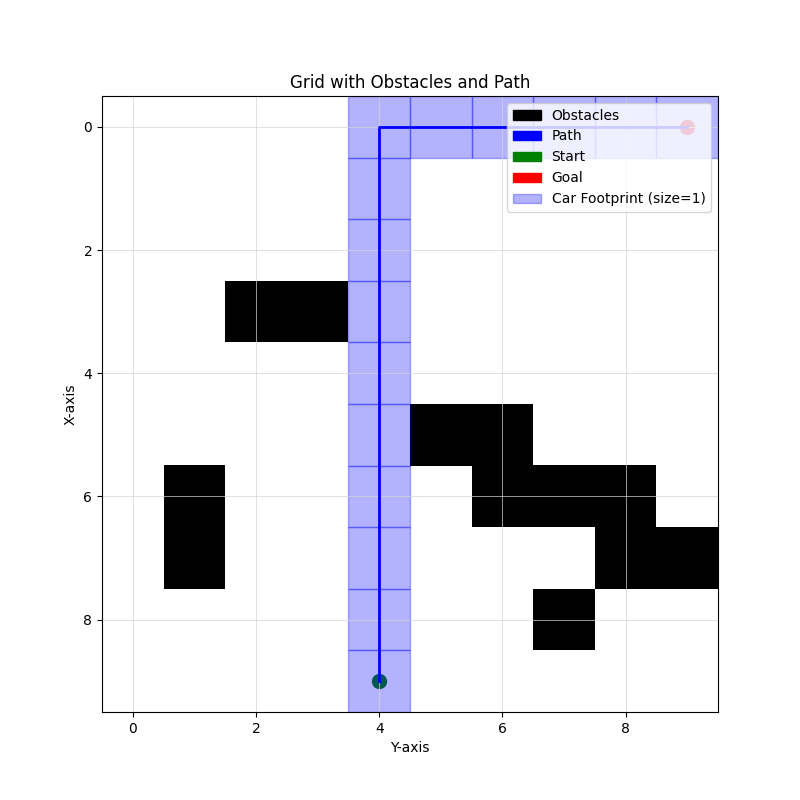 Grid with Obstacles and Path
Obstacles
Path
Start
Goal
Car Footprint (size=1)
0
2
4
6
8
X-axis
0 2 4 6 8
Y-axis